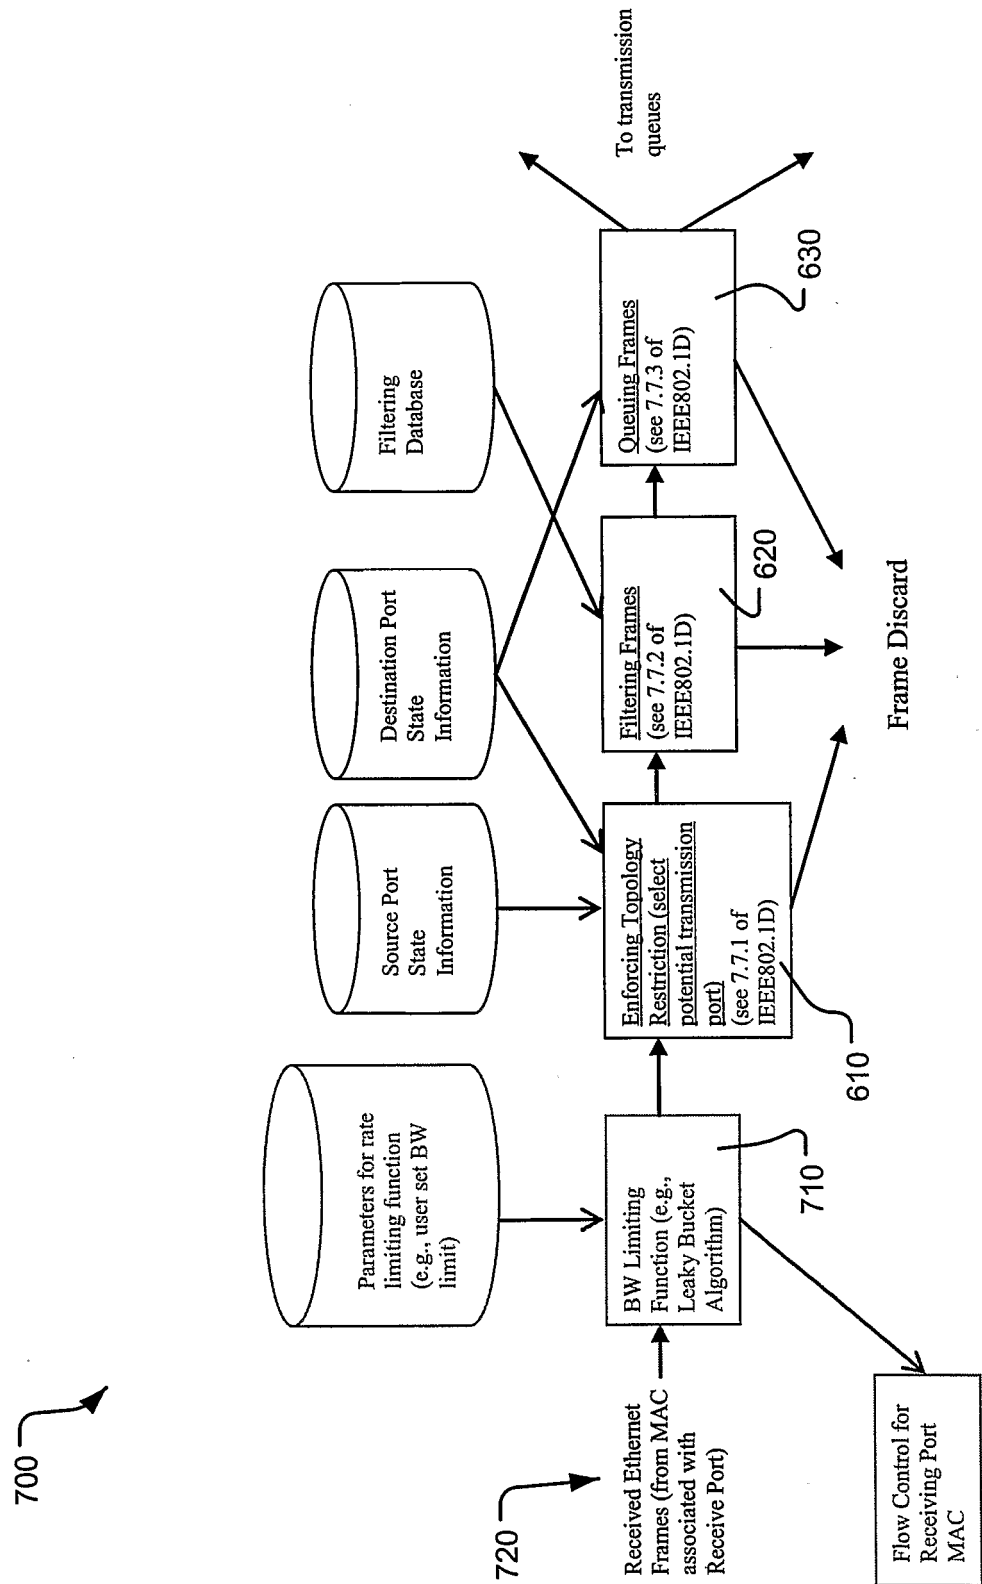 700
Parameters for rate
limiting function
(e.g., user set BW
limit)
Source Port
State
Information
Destination Port
State
Information
Filtering
Database
720
Received Ethernet
Frames (from MAC
associated with
Receive Port)
BW Limiting
Function (e.g.,
Leaky Bucket
Algorithm)
710
Enforcing Topology
Restriction (select
potential transmission
port)
(see 7.7.1 of
IEEE802.1D)
610
Filtering Frames
(see 7.7.2 of
IEEE802.1D)
620
Queuing Frames
(see 7.7.3 of
IEEE802.1D)
630
To transmission
queues
Flow Control for
Receiving Port
MAC
Frame Discard